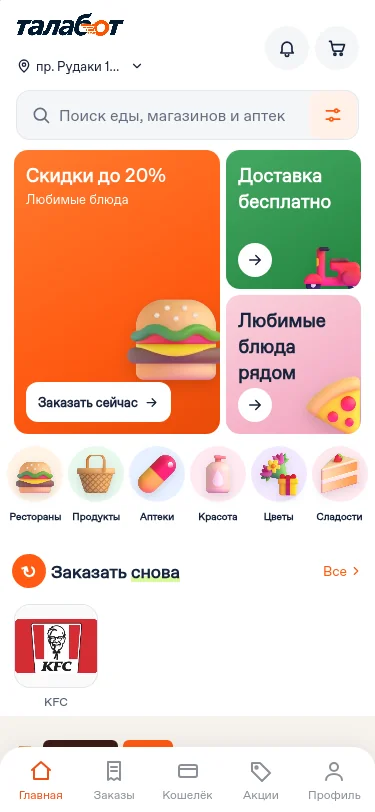 талабот
пр. Рудаки 1...
Поиск еды, магазинов и аптек
Скидки до 20%
Любимые блюда
Заказать сейчас
Доставка
бесплатно
Любимые
блюда
рядом
Рестораны
Продукты
Аптеки
Красота
Цветы
Сладости
Заказать снова
Все
KFC
KFC
Главная
Заказы
Кошелёк
Акции
Профиль